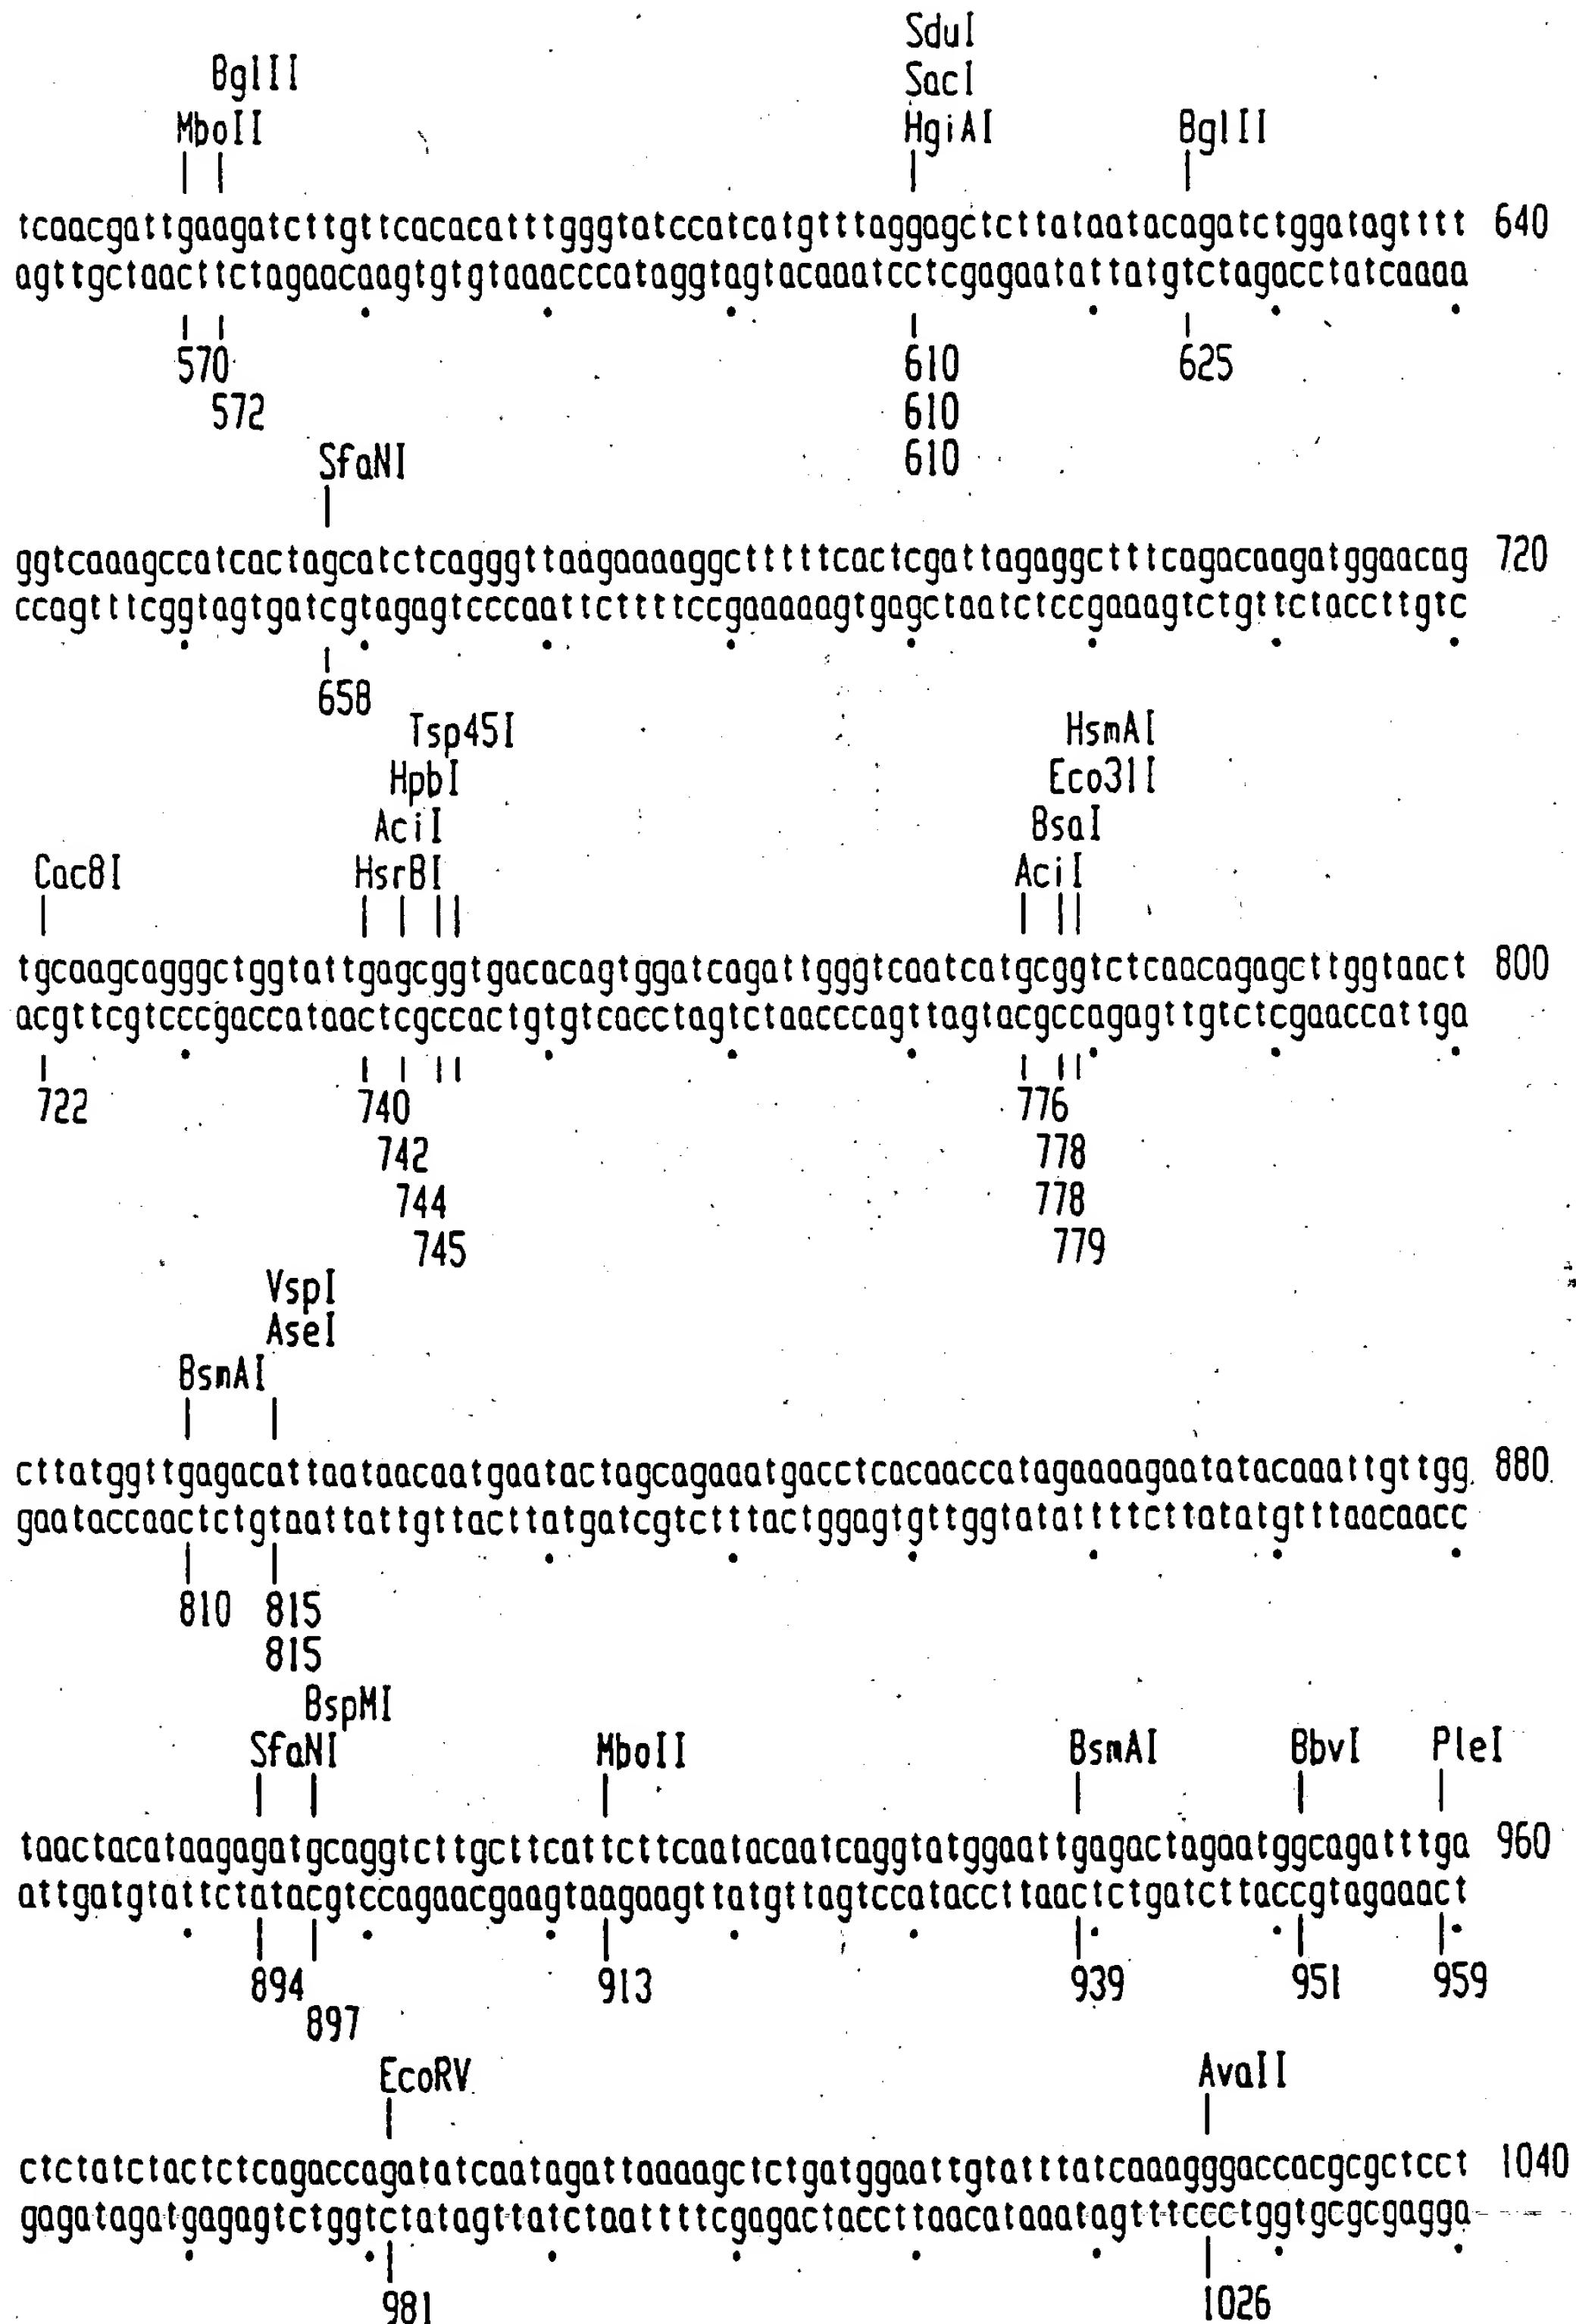 SduI
BglII SacI
MboII HgiAI BglII
tcaacgattgaagatcttgttcacacatttgggtatccatcatgtttaggagctcttataatacagatctggatagtttt 640
agttgctaacttctagaacaagtgtgtaaacccataggtagtacaaatcctcgagaatattatgtctagacctatcaaaa
570 610 625
572 610
610
SfaNI
ggtcaaagccatcactagcatctcagggttaagaaaaggctttttcactcgattagaggctttcagacaagatggaacag 720
ccagtttcggtagtgatcgtagagtcccaattcttttccgaaaaagtgagctaatctccgaaagtctgttctaccttgtc
658
Tsp45I HsmAI
HpbI Eco31I
AciI BsaI
Cac8I HsrBI AciI
tgcaagcagggctggtattgagcggtgacacagtggatcagattgggtcaatcatgcggtctcaacagagcttggtaact 800
acgttcgtcccgaccataactcgccactgtgtcacctagtctaacccagttagtacgccagagttgtctcgaaccattga
722 740 776
742 778
744 778
745 779
VspI
AseI
BsmAI
cttatggttgagacattaataacaatgaatactagcagaaatgacctcacaaccatagaaaagaatatacaaattgttgg 880
gaataccaactctgtaattattgttacttatgatcgtctttactggagtgttggtatattttcttatatgtttaacaacc
810 815
815
BspMI
SfaNI MboII BsmAI BbvI PleI
taactacataagagatgcaggtcttgcttcattcttcaatacaatcaggtatggaattgagactagaatggcagatttga 960
attgatgtattctatacgtccagaacgaagtaagaagttatgttagtccataccttaactctgatcttaccgtagaaact
894 913 939 951 959
897
EcoRV AvaII
ctctatctactctcagaccagatatcaatagattaaaagctctgatggaattgtatttatcaaagggaccacgcgctcct 1040
gagatagatgagagtctggtctatagttatctaattttcgagactaccttaacataaatagtttccctggtgcgcgagga
981 1026